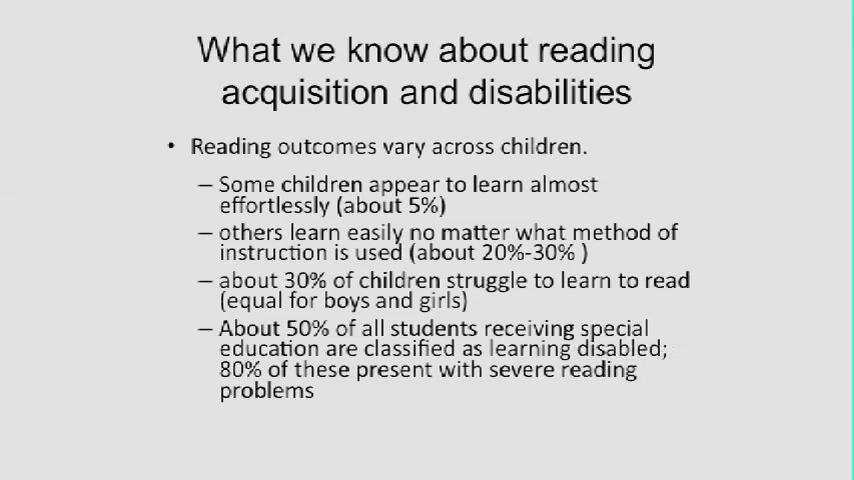 What we know about reading
acquisition and disabilities
• Reading outcomes vary across children.
– Some children appear to learn almost
effortlessly (about 5%)
– others learn easily no matter what method of
instruction is used (about 20%-30% )
– about 30% of children struggle to learn to read
(equal for boys and girls)
– About 50% of all students receiving special
education are classified as learning disabled;
80% of these present with severe reading
problems